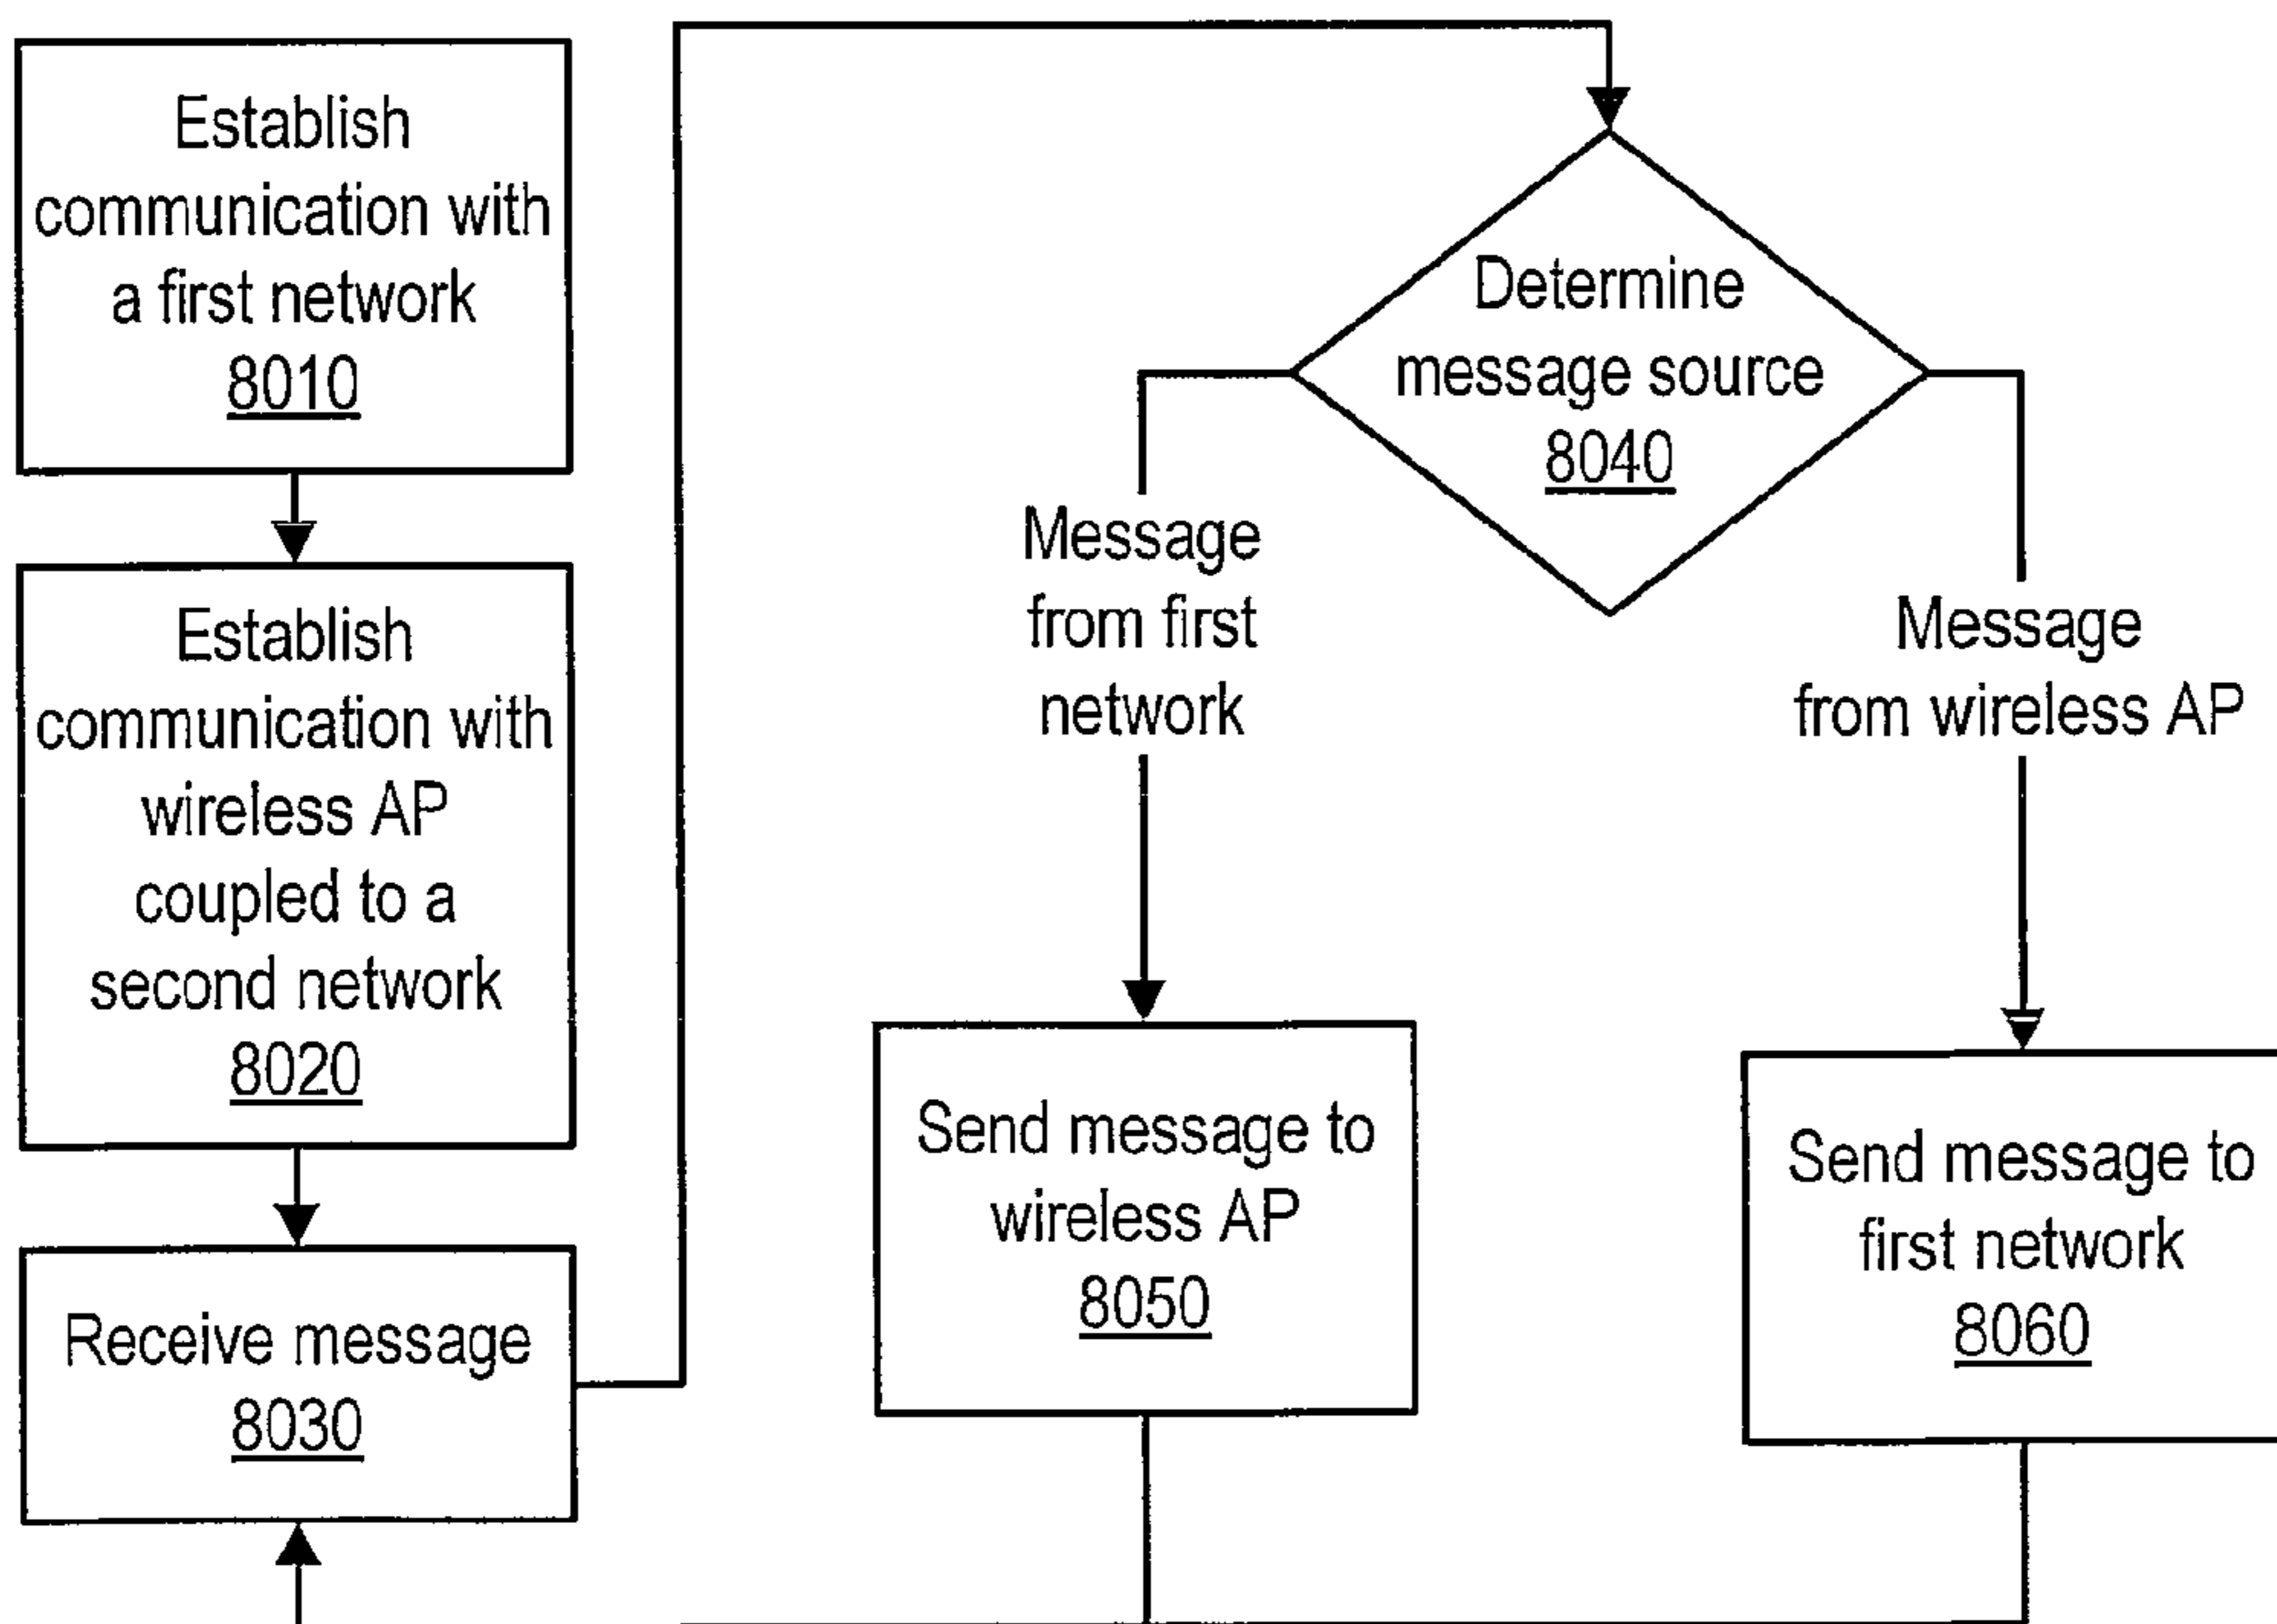 Establish
communication with
a first network
8010
Establish
communication with
wireless AP
coupled to a
second network
8020
Receive message
8030
Determine
message source
8040
Message
from first
network
Message
from wireless AP
Send message to
wireless AP
8050
Send message to
first network
8060